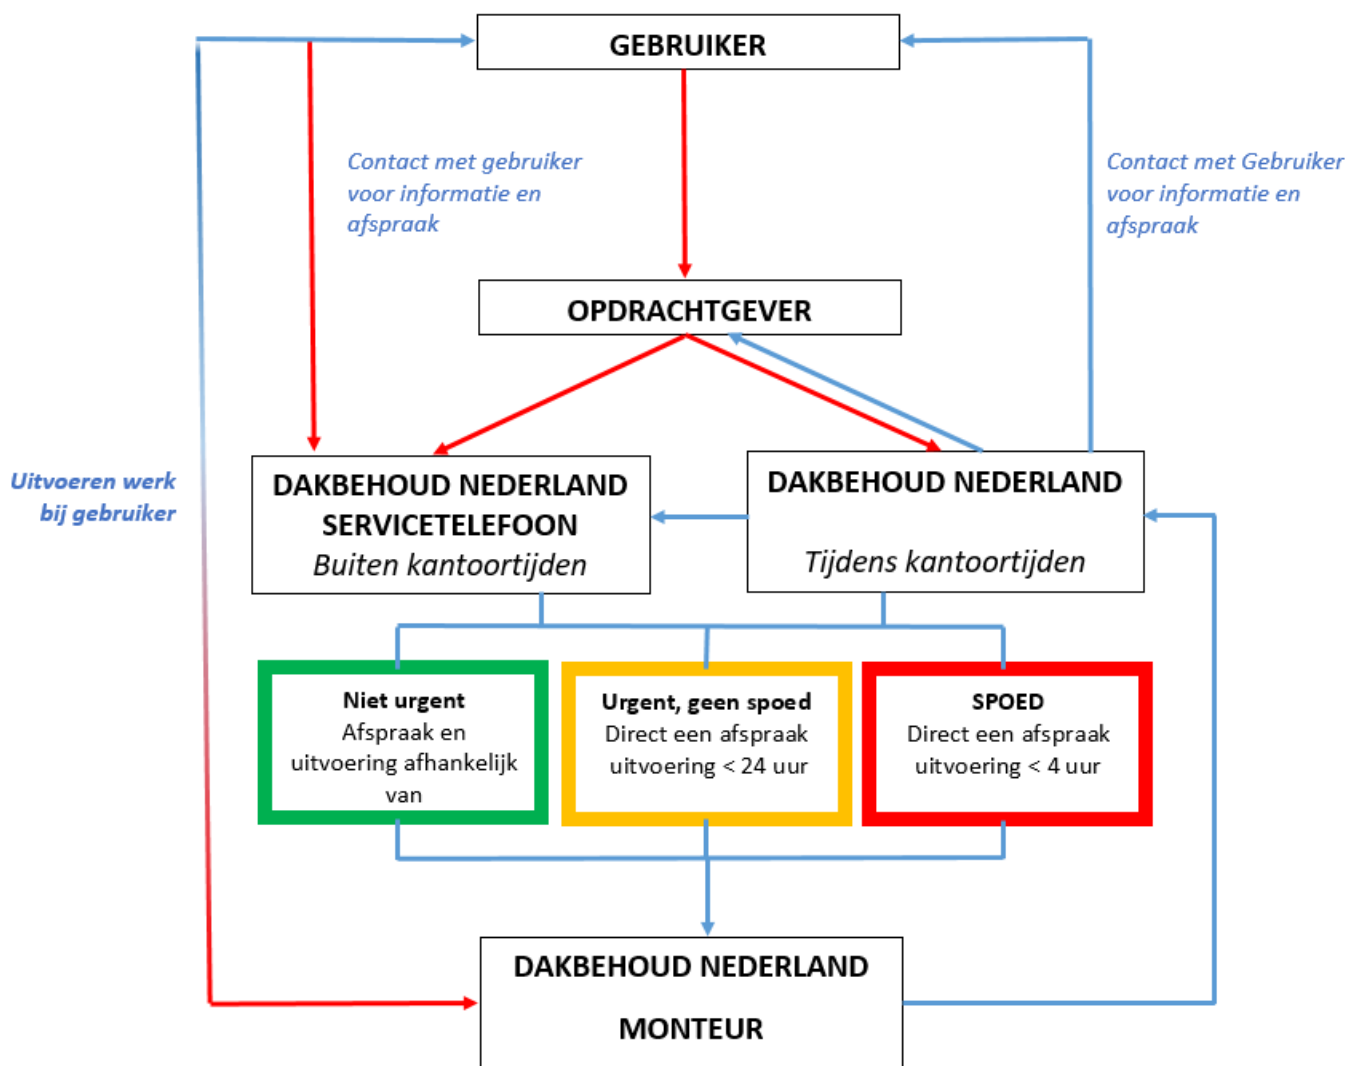 GEBRUIKER
Contact met gebruiker
voor informatie en
afspraak
Contact met Gebruiker
voor informatie en
afspraak
OPDRACHTGEVER
Uitvoeren werk
bij gebruiker
DAKBEHOUD NEDERLAND
SERVICETELEFOON
Buiten kantoortijden
DAKBEHOUD NEDERLAND
Tijdens kantoortijden
Niet urgent
Afspraak en
uitvoering afhankelijk
van
Urgent, geen spoed
Direct een afspraak
uitvoering < 24 uur
SPOED
Direct een afspraak
uitvoering < 4 uur
DAKBEHOUD NEDERLAND
MONTEUR